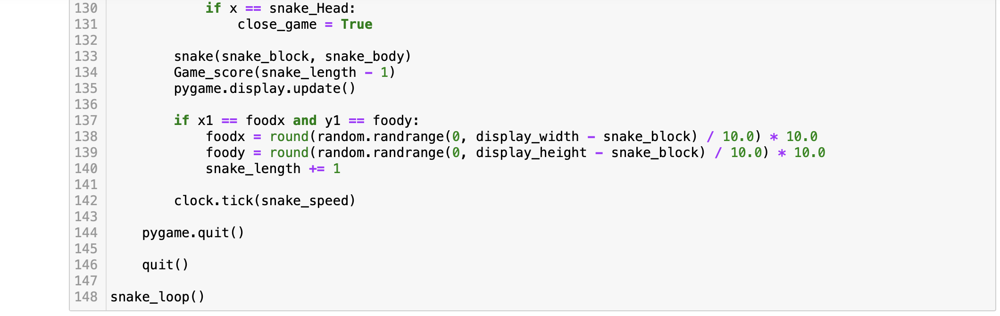 130 if x == snake_Head:
131 close_game = True
132
133 snake(snake_block, snake_body)
134 Game_score(snake_length - 1)
135 pygame.display.update()
136
137 if x1 == foodx and y1 == foody:
138 foodx = round(random.randrange(0, display_width - snake_block) / 10.0) * 10.0
139 foody = round(random.randrange(0, display_height - snake_block) / 10.0) * 10.0
140 snake_length += 1
141
142 clock.tick(snake_speed)
143
144 pygame.quit()
145
146 quit()
147
148 snake_loop()